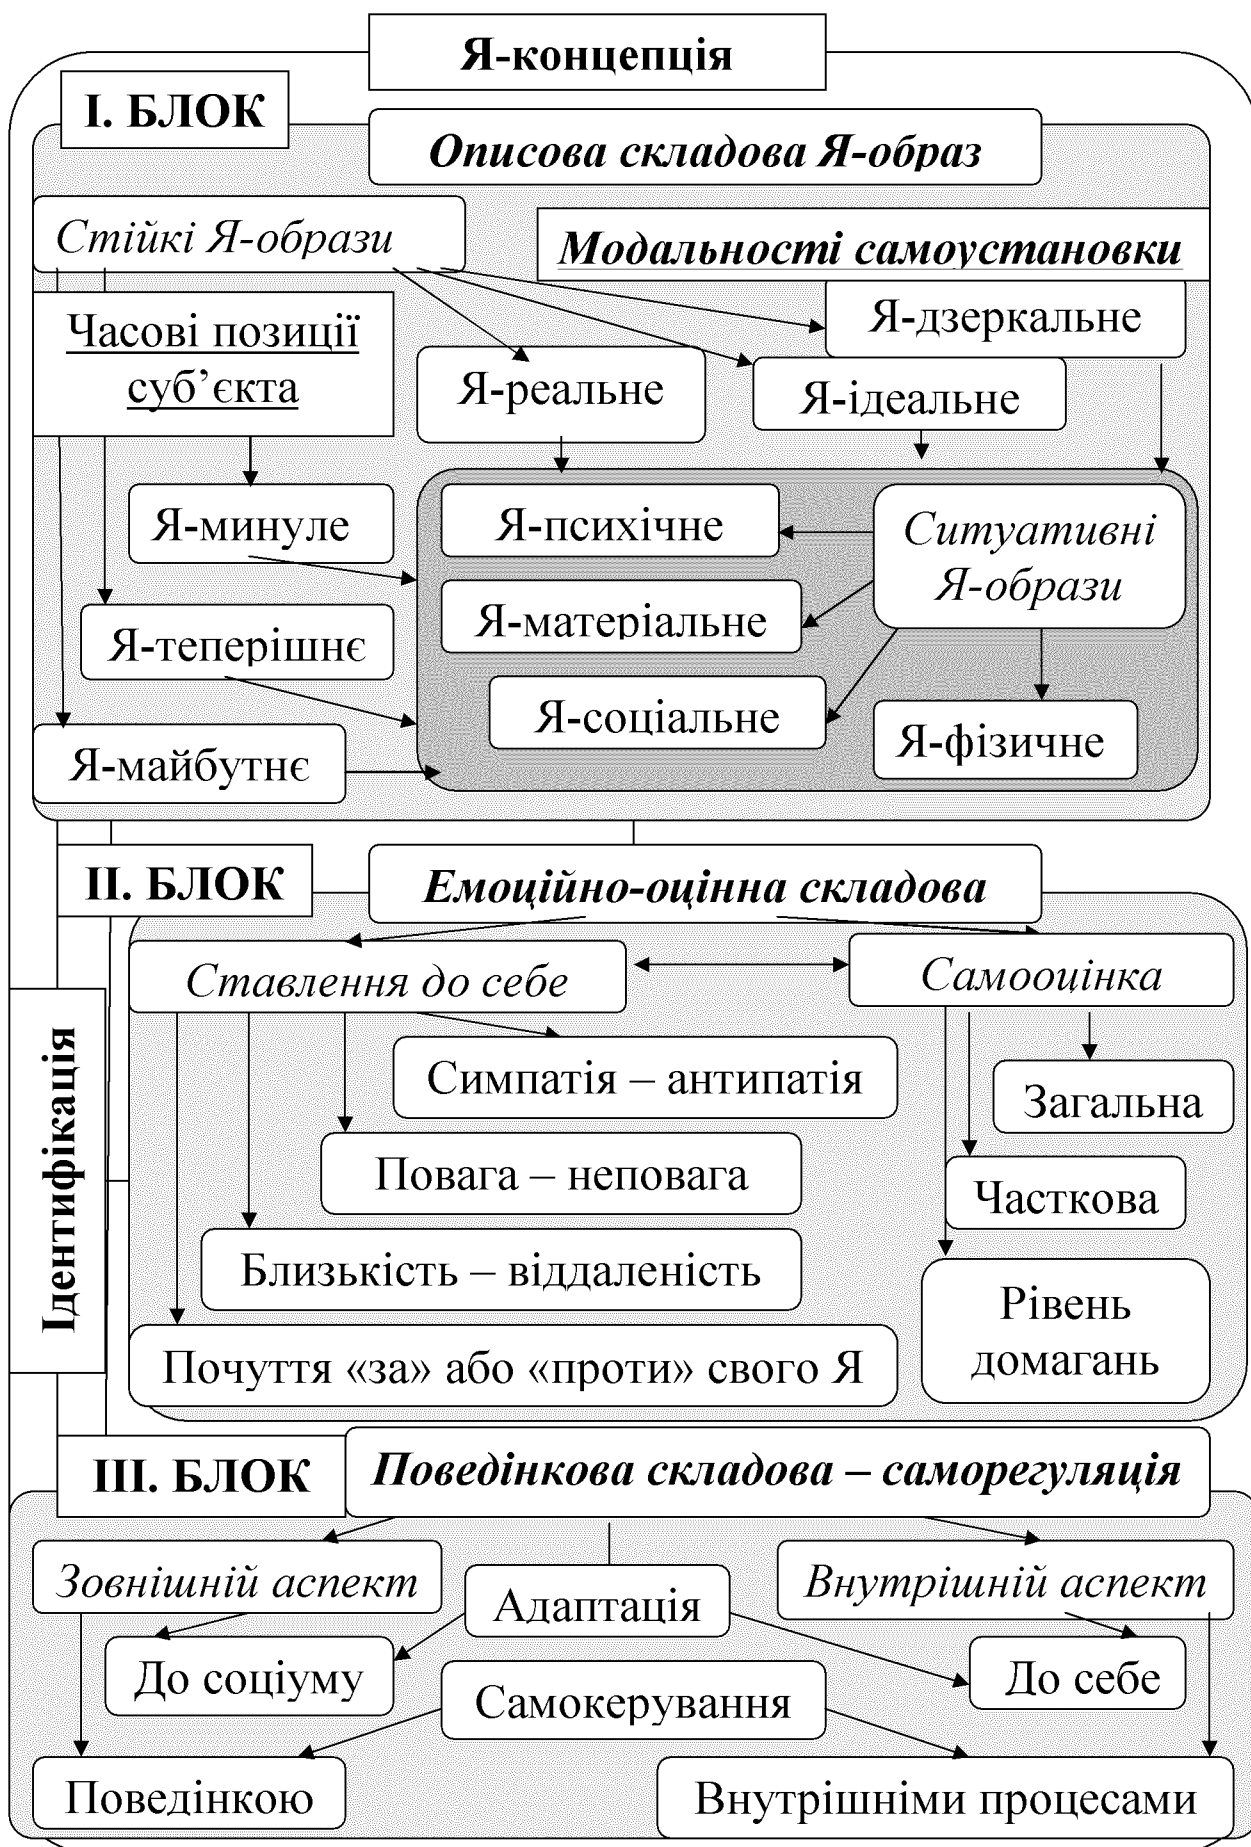 Я-концепція
І. БЛОК
Описова складова Я-образ
Стійкі Я-образи
Модальності самоустановки
Часові позиції
суб’єкта
Я-дзеркальне
Я-реальне
Я-ідеальне
Я-минуле
Я-психічне
Ситуативні
Я-образи
Я-матеріальне
Я-теперішнє
Я-соціальне
Я-фізичне
Я-майбутнє
ІІ. БЛОК
Емоційно-оцінна складова
Ставлення до себе
Самооцінка
Ідентифікація
Симпатія – антипатія
Загальна
Повага – неповага
Часткова
Близькість – віддаленість
Рівень
домагань
Почуття «за» або «проти» свого Я
ІІІ. БЛОК
Поведінкова складова – саморегуляція
Зовнішній аспект
Адаптація
Внутрішній аспект
До соціуму
До себе
Самокерування
Поведінкою
Внутрішніми процесами